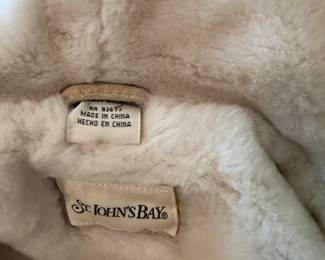 RN 93677
MADE IN CHINA
HECHO EN CHINA
ST. JOHN'S BAY®